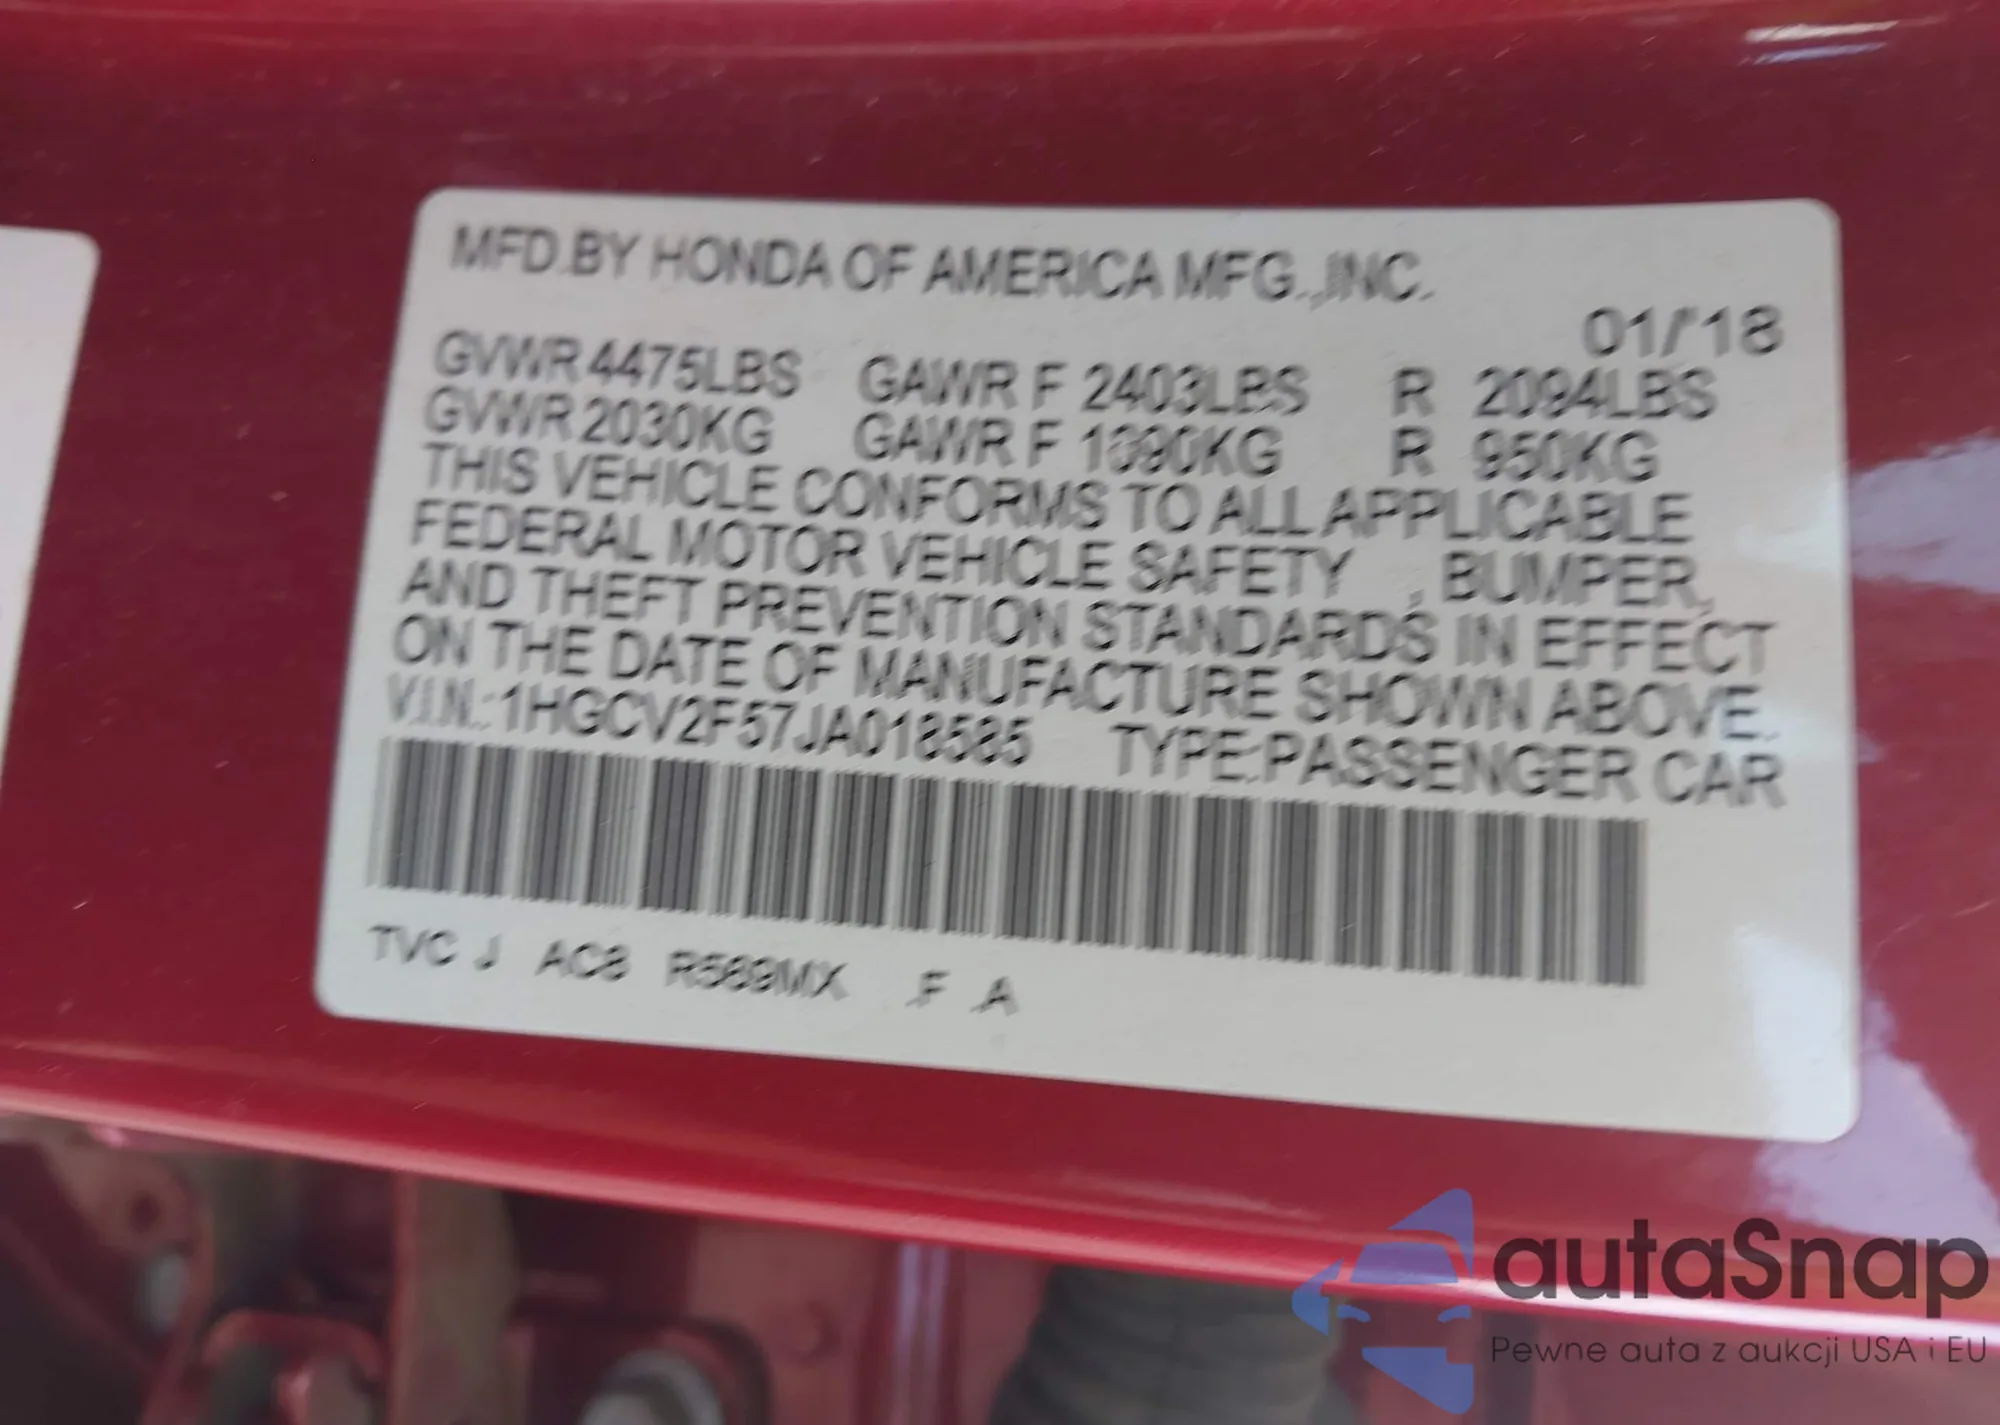 MFD.BY HONDA OF AMERICA MFG.,INC.
01/'18
GVWR 4475LBS GAWR F 2403LBS R 2094LBS
GVWR 2030KG GAWR F 1090KG R 950KG
THIS VEHICLE CONFORMS TO ALL APPLICABLE
FEDERAL MOTOR VEHICLE SAFETY , BUMPER,
AND THEFT PREVENTION STANDARDS IN EFFECT
ON THE DATE OF MANUFACTURE SHOWN ABOVE.
V.I.N.: 1HGCV2F57JA018585 TYPE:PASSENGER CAR
TVC J AC8 R569MX F A
autaSnap
Pewne auta z aukcji USA i EU